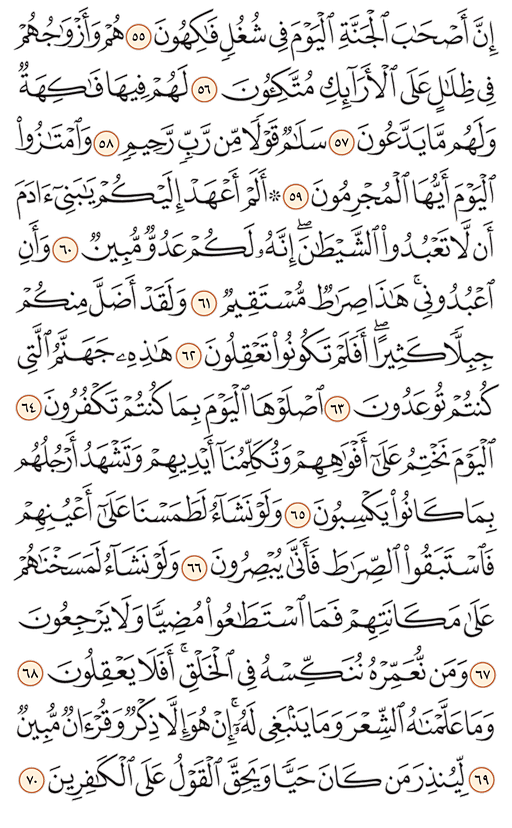 إِنَّ أَصْحَٰبَ ٱلْجَنَّةِ ٱلْيَوْمَ فِى شُغُلٍ فَٰكِهُونَ ٥٥ هُمْ وَأَزْوَٰجُهُمْ
فِى ظِلَٰلٍ عَلَى ٱلْأَرَآئِكِ مُتَّكِـُٔونَ ٥٦ لَهُمْ فِيهَا فَٰكِهَةٌ
وَلَهُم مَّا يَدَّعُونَ ٥٧ سَلَٰمٌ قَوْلًا مِّن رَّبٍّ رَّحِيمٍ ٥٨ وَٱمْتَٰزُوا۟
ٱلْيَوْمَ أَيُّهَا ٱلْمُجْرِمُونَ ٥٩ ۞ أَلَمْ أَعْهَدْ إِلَيْكُمْ يَٰبَنِىٓ ءَادَمَ
أَن لَّا تَعْبُدُوا۟ ٱلشَّيْطَٰنَ ۖ إِنَّهُۥ لَكُمْ عَدُوٌّ مُّبِينٌ ٦٠ وَأَنِ
ٱعْبُدُونِى ۚ هَٰذَا صِرَٰطٌ مُّسْتَقِيمٌ ٦١ وَلَقَدْ أَضَلَّ مِنكُمْ
جِبِلًّا كَثِيرًا ۖ أَفَلَمْ تَكُونُوا۟ تَعْقِلُونَ ٦٢ هَٰذِهِۦ جَهَنَّمُ ٱلَّتِى
كُنتُمْ تُوعَدُونَ ٦٣ ٱصْلَوْهَا ٱلْيَوْمَ بِمَا كُنتُمْ تَكْفُرُونَ ٦٤
ٱلْيَوْمَ نَخْتِمُ عَلَىٰٓ أَفْوَٰهِهِمْ وَتُكَلِّمُنَآ أَيْدِيهِمْ وَتَشْهَدُ أَرْجُلُهُم
بِمَا كَانُوا۟ يَكْسِبُونَ ٦٥ وَلَوْ نَشَآءُ لَطَمَسْنَا عَلَىٰٓ أَعْيُنِهِمْ
فَٱسْتَبَقُوا۟ ٱلصِّرَٰطَ فَأَنَّىٰ يُبْصِرُونَ ٦٦ وَلَوْ نَشَآءُ لَمَسَخْنَٰهُمْ
عَلَىٰ مَكَانَتِهِمْ فَمَا ٱسْتَطَٰعُوا۟ مُضِيًّا وَلَا يَرْجِعُونَ
٦٧ وَمَن نُّعَمِّرْهُ نُنَكِّسْهُ فِى ٱلْخَلْقِ ۚ أَفَلَا يَعْقِلُونَ ٦٨
وَمَا عَلَّمْنَٰهُ ٱلشِّعْرَ وَمَا يَنۢبَغِى لَهُۥٓ ۚ إِنْ هُوَ إِلَّا ذِكْرٌ وَقُرْءَانٌ مُّبِينٌ
٦٩ لِّيُنذِرَ مَن كَانَ حَيًّا وَيَحِقَّ ٱلْقَوْلُ عَلَى ٱلْكَٰفِرِينَ ٧٠